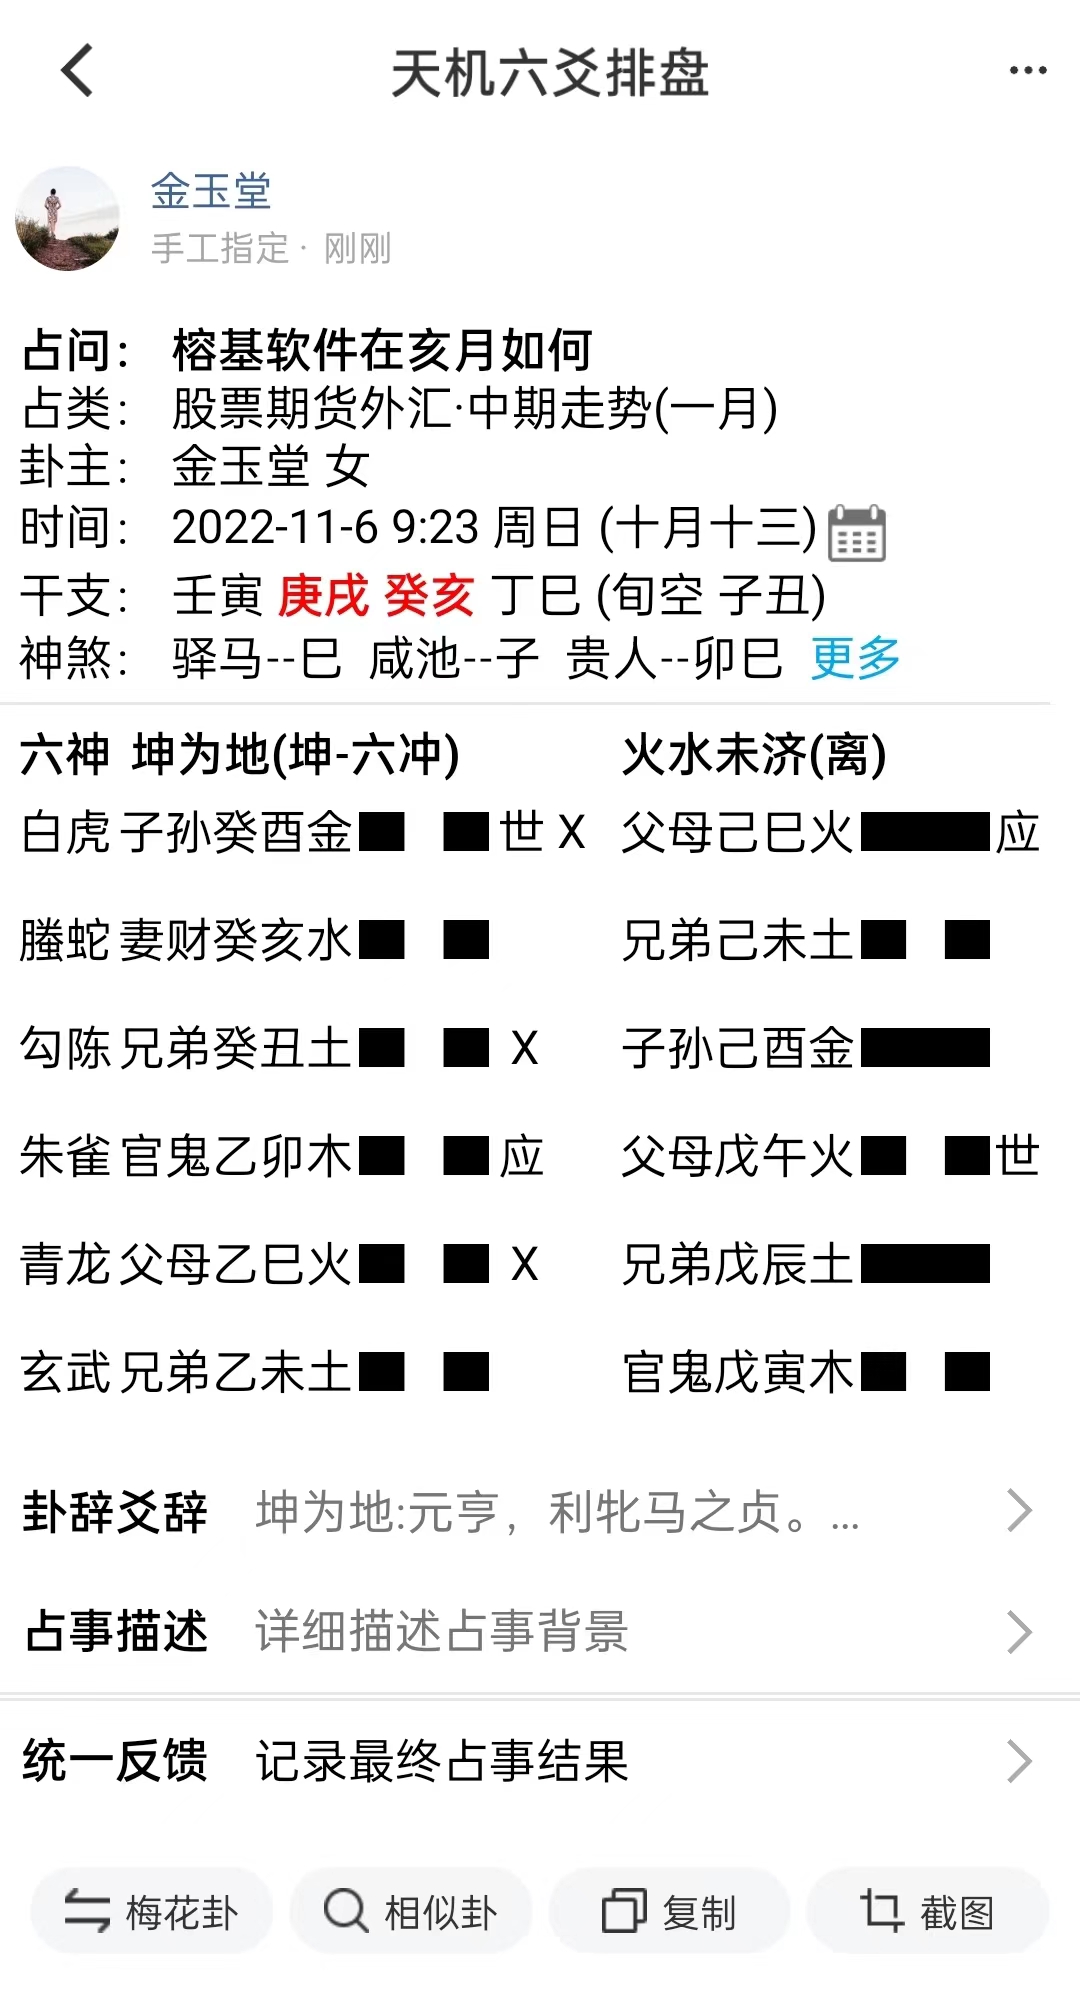 天机六爻排盘
金玉堂
手工指定· 刚刚
占问： 榕基软件在亥月如何
占类： 股票期货外汇·中期走势(一月)
卦主： 金玉堂 女
时间： 2022-11-6 9:23 周日 (十月十三)
干支： 壬寅 庚戌 癸亥 丁巳 (旬空 子丑)
神煞： 驿马--巳 咸池--子 贵人--卯巳 更多
六神 坤为地(坤-六冲) 火水未济(离)
白虎 子孙癸酉金 世 X 父母己巳火 应
螣蛇 妻财癸亥水 兄弟己未土
勾陈 兄弟癸丑土 X 子孙己酉金
朱雀 官鬼乙卯木 应 父母戊午火 世
青龙 父母乙巳火 X 兄弟戊辰土
玄武 兄弟乙未土 官鬼戊寅木
卦辞爻辞 坤为地:元亨，利牝马之贞。...
占事描述 详细描述占事背景
统一反馈 记录最终占事结果
梅花卦 相似卦 复制 截图